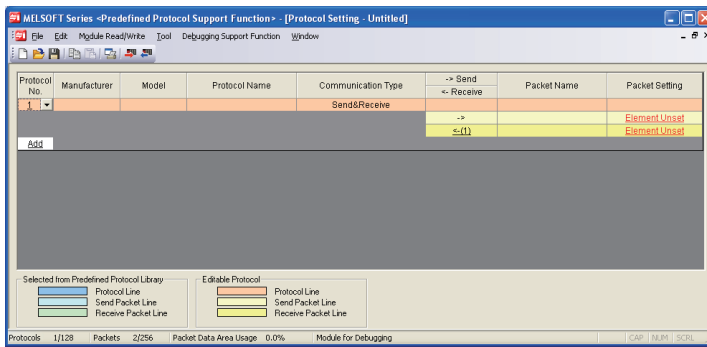 MELSOFT Series <Predefined Protocol Support Function> - [Protocol Setting - Untitled]
File Edit Module Read/Write Tool Debugging Support Function Window
Protocol No. Manufacturer Model Protocol Name Communication Type -> Send <- Receive Packet Name Packet Setting
1 Send&Receive
-> Element Unset
<-(1) Element Unset
Add
Selected from Predefined Protocol Library Editable Protocol
Protocol Line Protocol Line
Send Packet Line Send Packet Line
Receive Packet Line Receive Packet Line
Protocols 1/128 Packets 2/256 Packet Data Area Usage 0.0% Module for Debugging CAP NUM SCRL